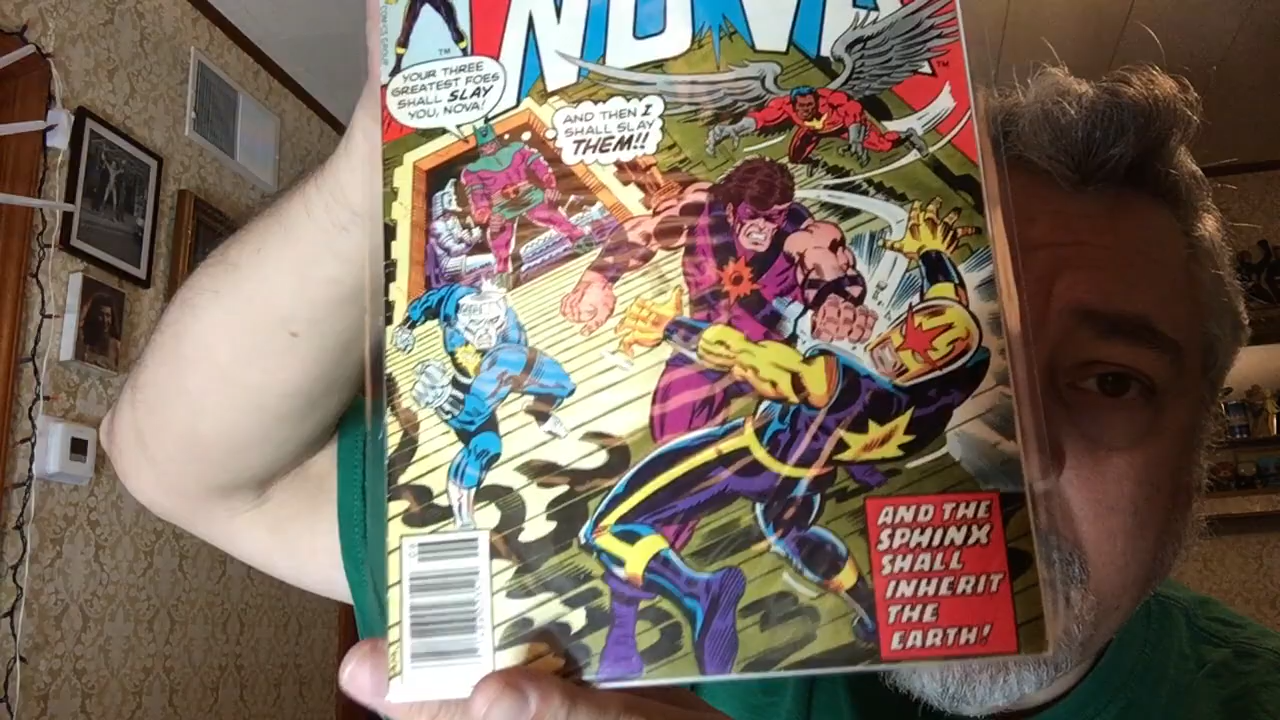 NOVA
TM
TM
YOUR THREE
GREATEST FOES
SHALL SLAY
YOU, NOVA!
AND THEN I
SHALL SLAY
THEM!!
AND THE
SPHINX
SHALL
INHERIT
THE
EARTH!